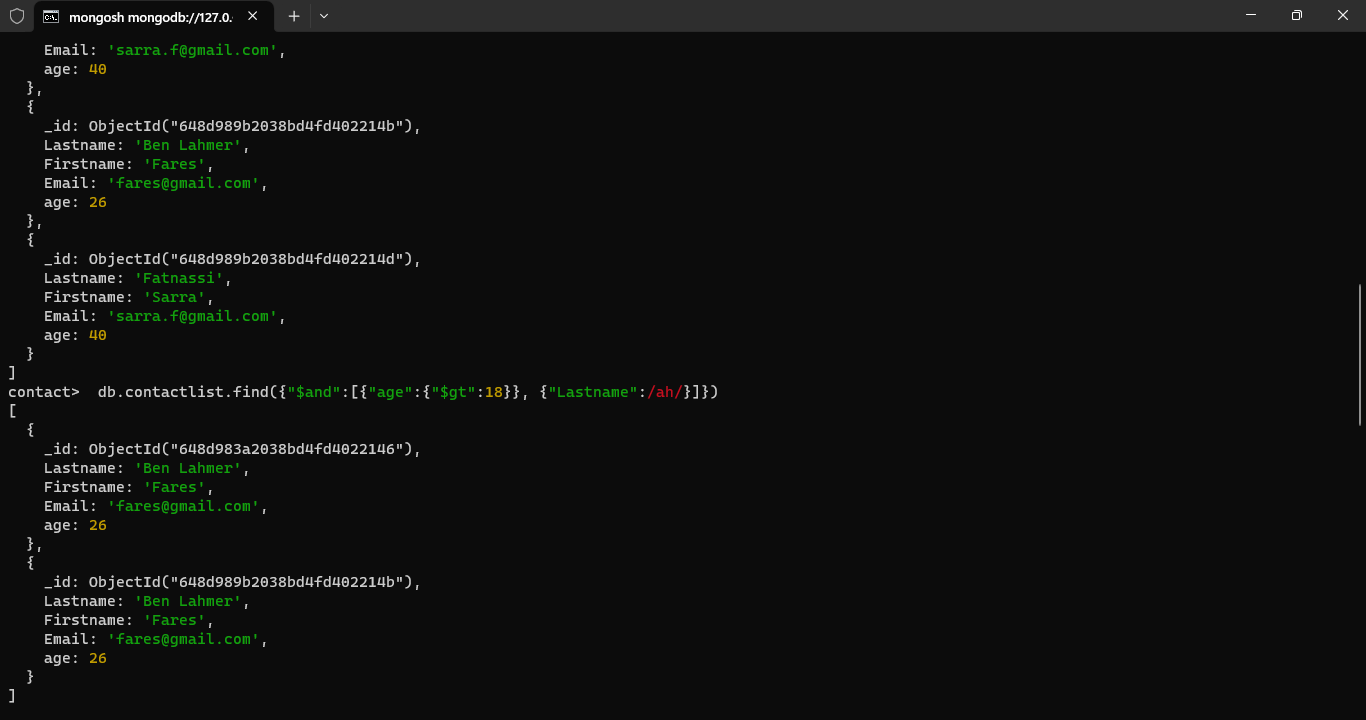 mongosh mongodb://127.0.
    Email: 'sarra.f@gmail.com',
    age: 40
  },
  {
    _id: ObjectId("648d989b2038bd4fd402214b"),
    Lastname: 'Ben Lahmer',
    Firstname: 'Fares',
    Email: 'fares@gmail.com',
    age: 26
  },
  {
    _id: ObjectId("648d989b2038bd4fd402214d"),
    Lastname: 'Fatnassi',
    Firstname: 'Sarra',
    Email: 'sarra.f@gmail.com',
    age: 40
  }
]
contact>  db.contactlist.find({"$and":[{"age":{"$gt":18}}, {"Lastname":/ah/}]})
[
  {
    _id: ObjectId("648d983a2038bd4fd4022146"),
    Lastname: 'Ben Lahmer',
    Firstname: 'Fares',
    Email: 'fares@gmail.com',
    age: 26
  },
  {
    _id: ObjectId("648d989b2038bd4fd402214b"),
    Lastname: 'Ben Lahmer',
    Firstname: 'Fares',
    Email: 'fares@gmail.com',
    age: 26
  }
]